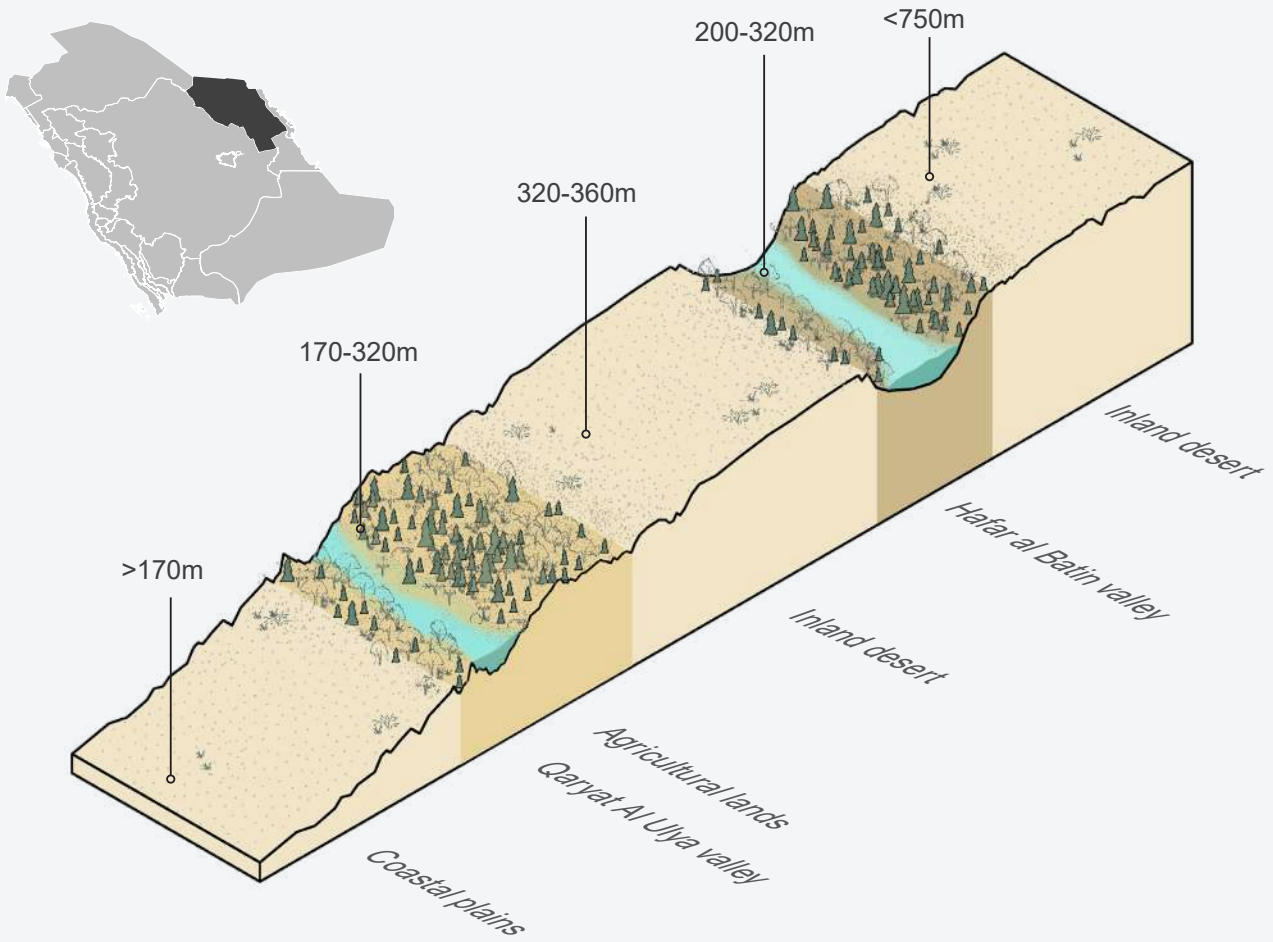 <750m
200-320m
320-360m
170-320m
>170m
Inland desert
Hafar al Batin valley
Inland desert
Agricultural lands
Qaryat Al Ulya valley
Coastal plains